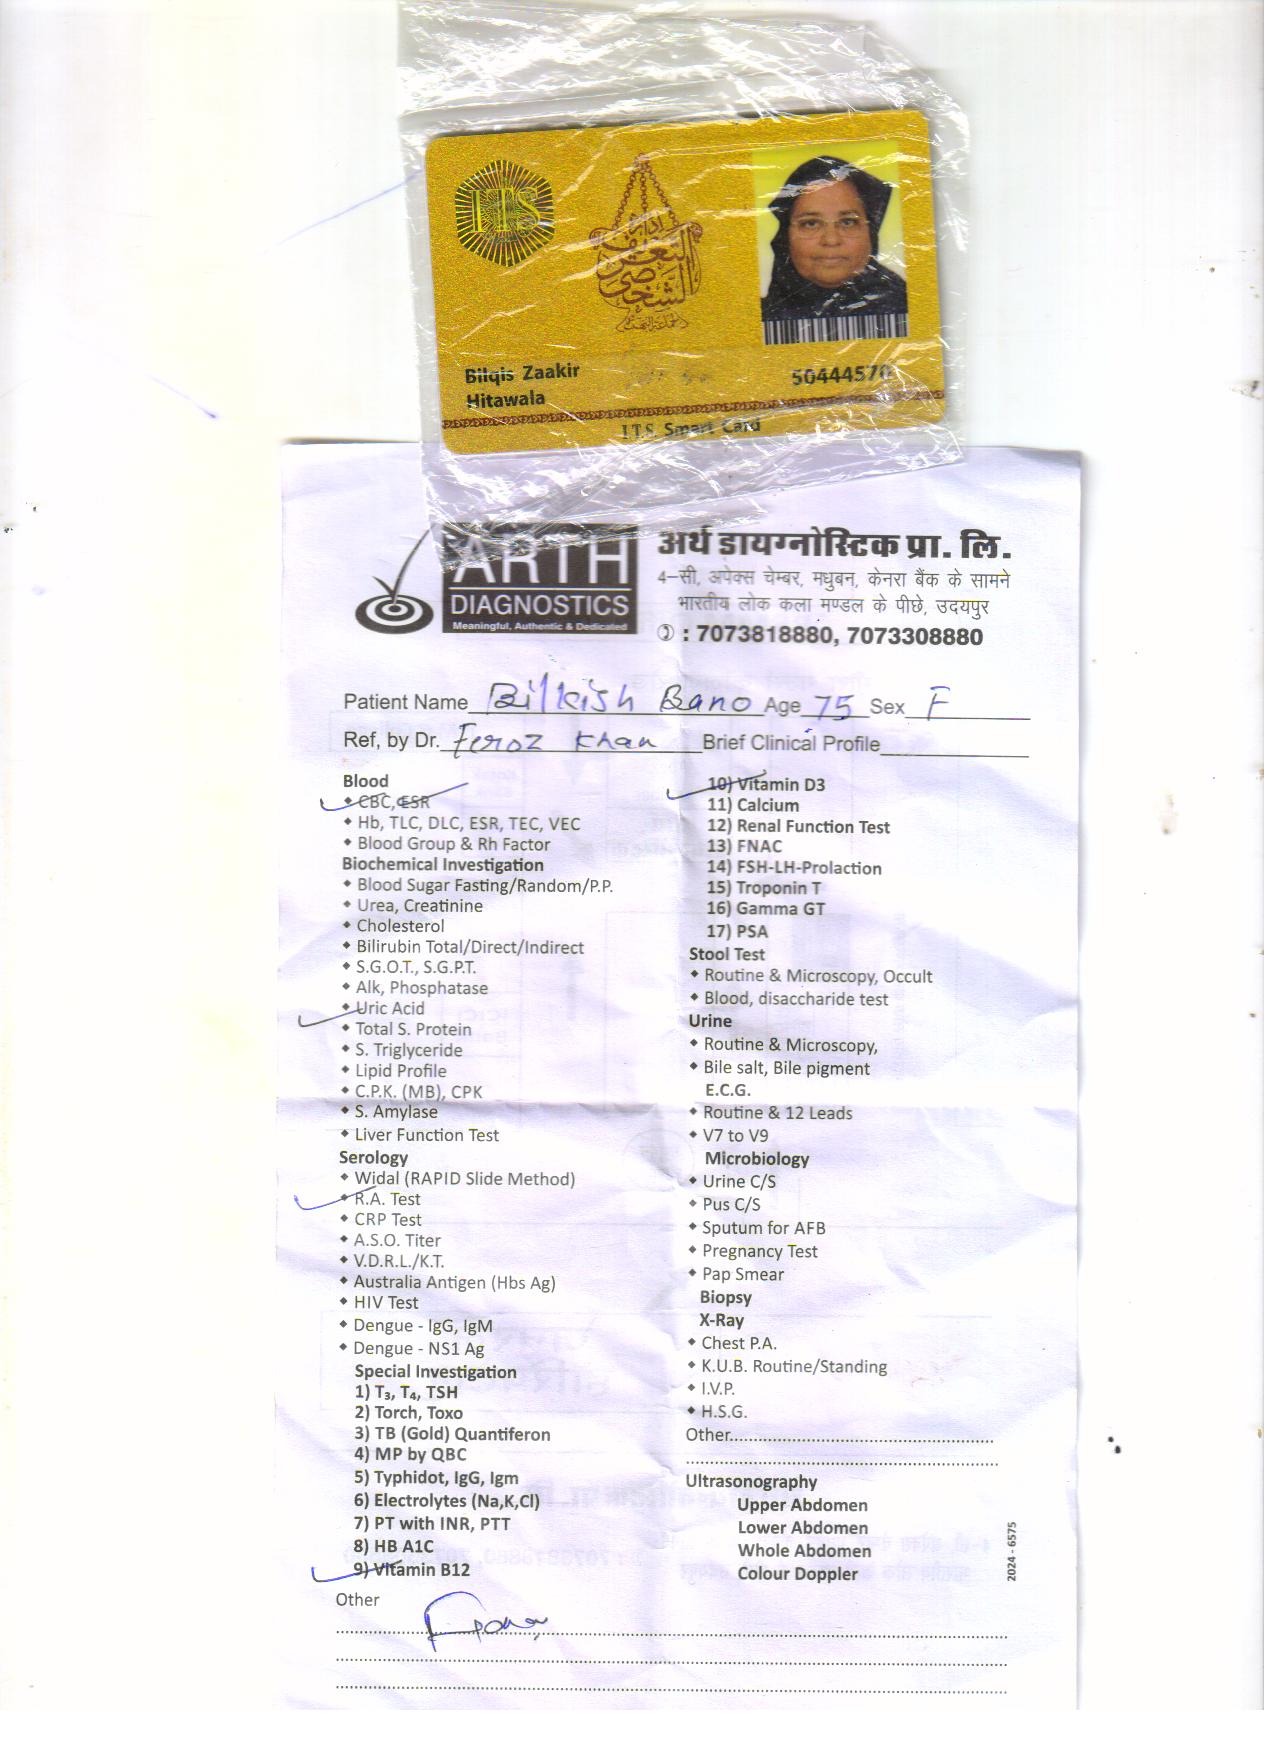 ITS
إدارة
التعريف
الشخصي
Bilqis Zaakir
Hitawala
50444570
I.T.S. Smart Card
ARTH
DIAGNOSTICS
Meaningful, Authentic & Dedicated
अर्थ डायग्नोस्टिक प्रा. लि.
4-सी, अपेक्स चेम्बर, मधुबन, केनरा बैंक के सामने
भारतीय लोक कला मण्डल के पीछे, उदयपुर
: 7073818880, 7073308880
Patient Name Bilkish Bano Age 75 Sex F
Ref, by Dr. Feroz Khan Brief Clinical Profile
Blood
CBC, ESR
Hb, TLC, DLC, ESR, TEC, VEC
Blood Group & Rh Factor
Biochemical Investigation
Blood Sugar Fasting/Random/P.P.
Urea, Creatinine
Cholesterol
Bilirubin Total/Direct/Indirect
S.G.O.T., S.G.P.T.
Alk, Phosphatase
Uric Acid
Total S. Protein
S. Triglyceride
Lipid Profile
C.P.K. (MB), CPK
S. Amylase
Liver Function Test
Serology
Widal (RAPID Slide Method)
R.A. Test
CRP Test
A.S.O. Titer
V.D.R.L./K.T.
Australia Antigen (Hbs Ag)
HIV Test
Dengue - IgG, IgM
Dengue - NS1 Ag
Special Investigation
1) T₃, T₄, TSH
2) Torch, Toxo
3) TB (Gold) Quantiferon
4) MP by QBC
5) Typhidot, IgG, Igm
6) Electrolytes (Na,K,Cl)
7) PT with INR, PTT
8) HB A1C
9) Vitamin B12
Other
10) Vitamin D3
11) Calcium
12) Renal Function Test
13) FNAC
14) FSH-LH-Prolaction
15) Troponin T
16) Gamma GT
17) PSA
Stool Test
Routine & Microscopy, Occult
Blood, disaccharide test
Urine
Routine & Microscopy,
Bile salt, Bile pigment
E.C.G.
Routine & 12 Leads
V7 to V9
Microbiology
Urine C/S
Pus C/S
Sputum for AFB
Pregnancy Test
Pap Smear
Biopsy
X-Ray
Chest P.A.
K.U.B. Routine/Standing
I.V.P.
H.S.G.
Other
Ultrasonography
Upper Abdomen
Lower Abdomen
Whole Abdomen
Colour Doppler
2024 - 6575